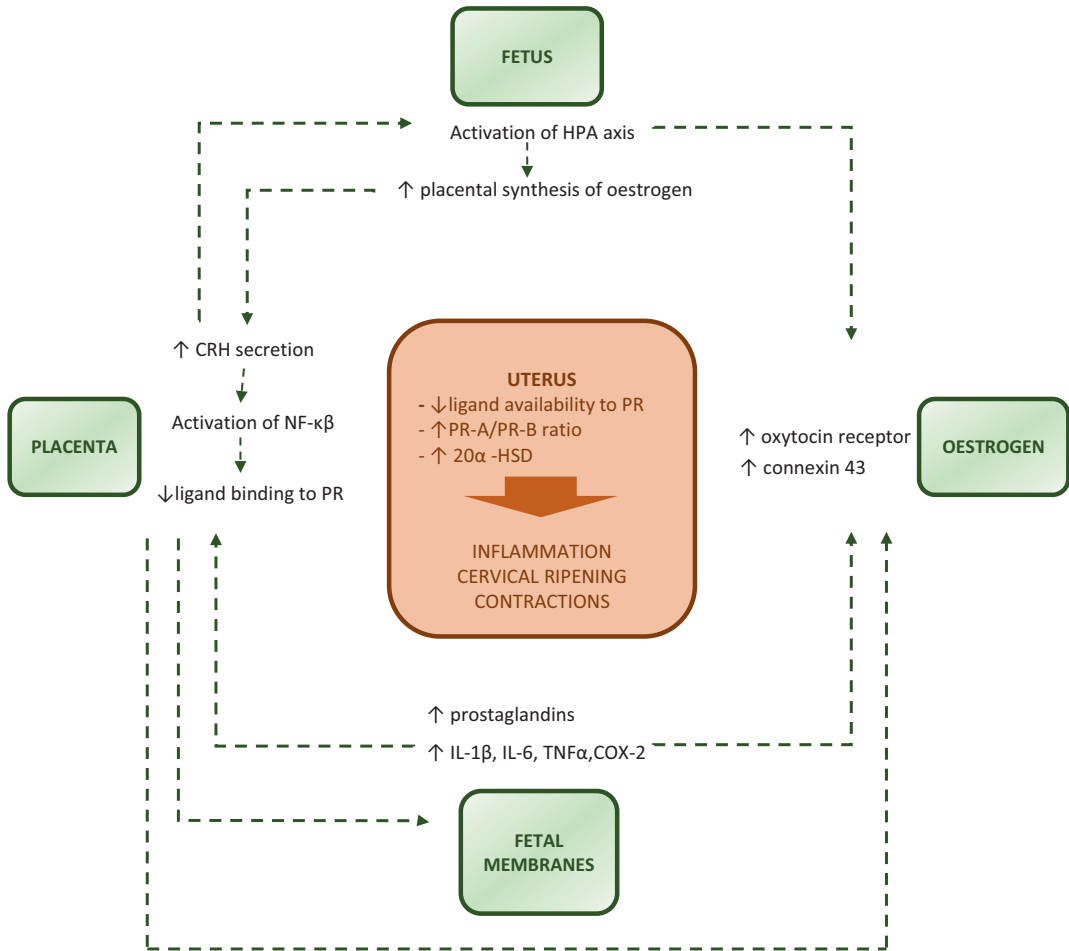 FETUS
Activation of HPA axis
↑ placental synthesis of oestrogen
↑ CRH secretion
Activation of NF-κβ
↓ligand binding to PR
PLACENTA
UTERUS
- ↓ligand availability to PR
- ↑PR-A/PR-B ratio
- ↑ 20α -HSD
INFLAMMATION
CERVICAL RIPENING
CONTRACTIONS
↑ oxytocin receptor
↑ connexin 43
OESTROGEN
↑ prostaglandins
↑ IL-1β, IL-6, TNFα,COX-2
FETAL
MEMBRANES